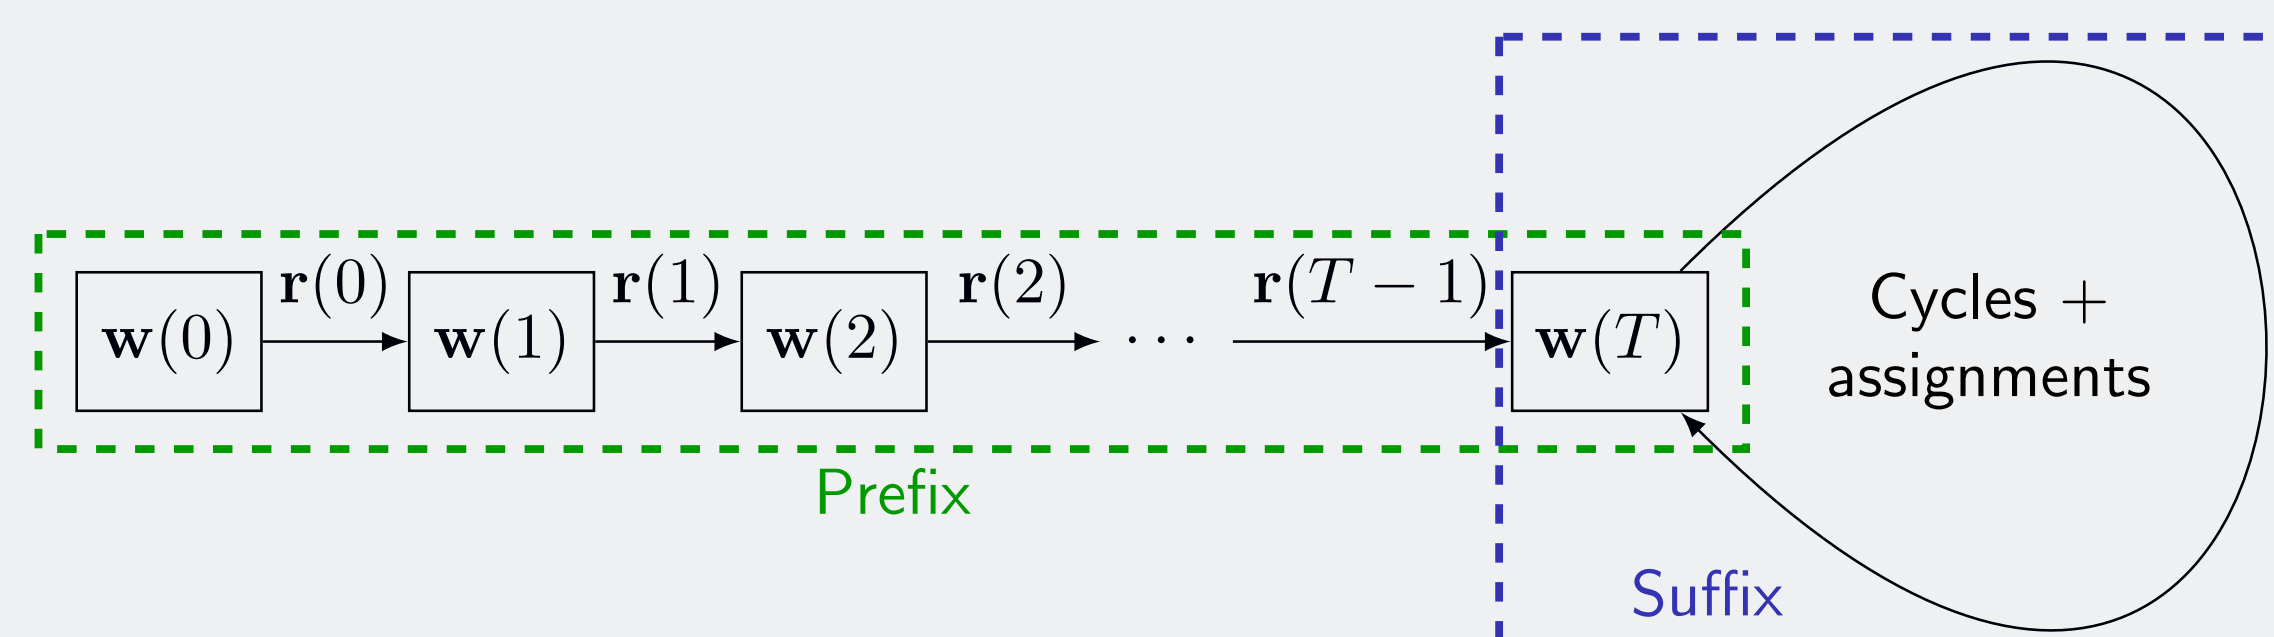 r(0) r(1) r(2) r(T − 1)
w(0) w(1) w(2) ··· w(T)
Cycles +
assignments
Prefix
Suffix